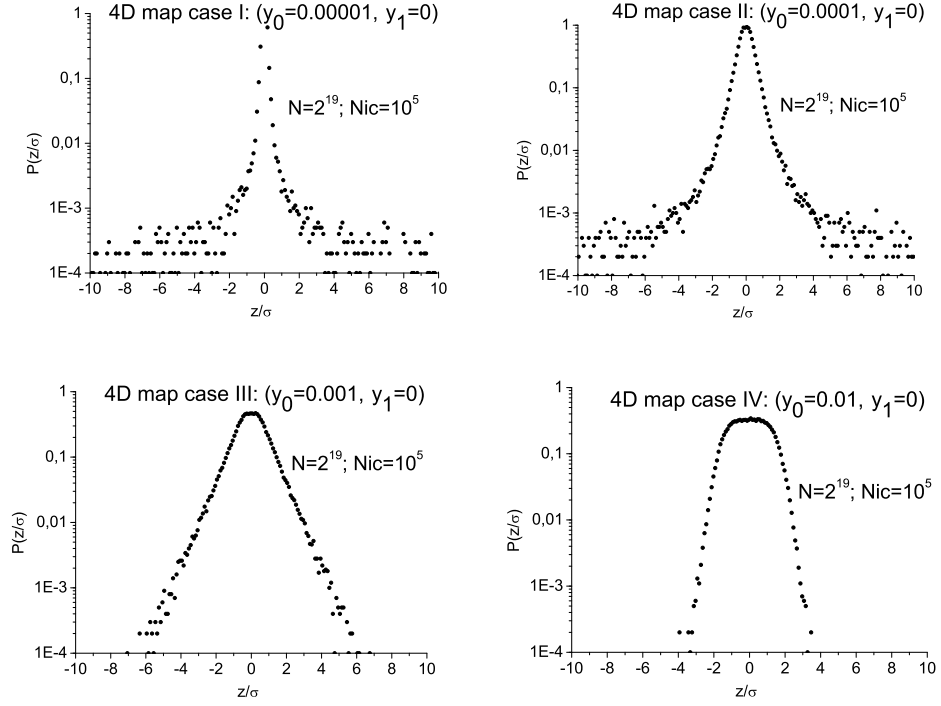 4D map case I: (y0=0.00001, y1=0)
1
0,1
0,01
1E-3
1E-4
P(z/σ)
N=2^19; Nic=10^5
-10 -8 -6 -4 -2 0 2 4 6 8 10
z/σ
4D map case II: (y0=0.0001, y1=0)
1
0,1
0,01
1E-3
1E-4
P(z/σ)
N=2^19; Nic=10^5
-10 -8 -6 -4 -2 0 2 4 6 8 10
z/σ
4D map case III: (y0=0.001, y1=0)
1
0,1
0,01
1E-3
1E-4
P(z/σ)
N=2^19; Nic=10^5
-10 -8 -6 -4 -2 0 2 4 6 8 10
z/σ
4D map case IV: (y0=0.01, y1=0)
1
0,1
0,01
1E-3
1E-4
P(z/σ)
N=2^19; Nic=10^5
-10 -8 -6 -4 -2 0 2 4 6 8 10
z/σ